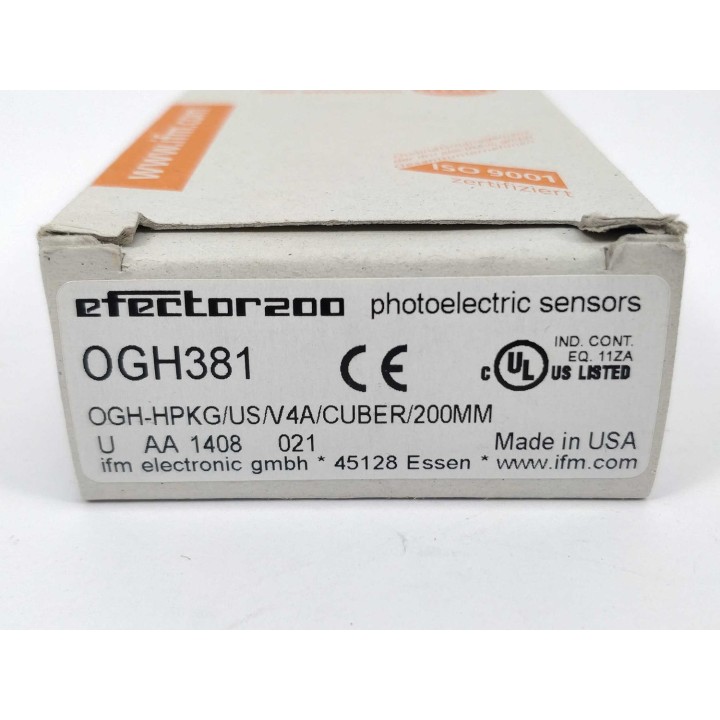 www.ifm.com
ISO 9001
zertifiziert
efector200 photoelectric sensors
OGH381
CE
C UL US LISTED
IND. CONT.
EQ. 11ZA
OGH-HPKG/US/V4A/CUBER/200MM
U AA 1408 021 Made in USA
ifm electronic gmbh * 45128 Essen * www.ifm.com